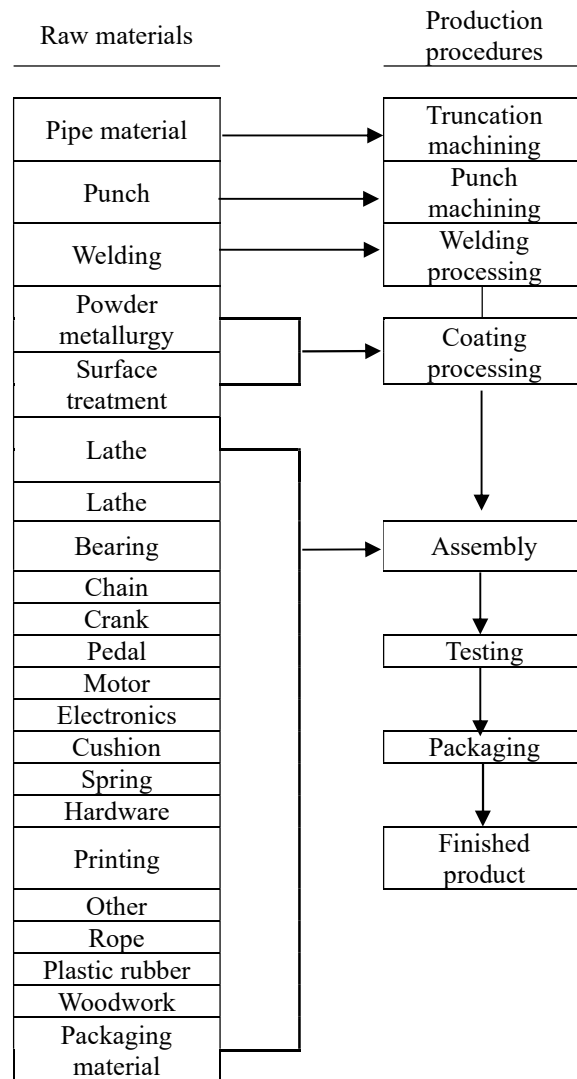 Raw materials
Production
procedures
Pipe material
Truncation
machining
Punch
Punch
machining
Welding
Welding
processing
Powder
metallurgy
Surface
treatment
Coating
processing
Lathe
Lathe
Bearing
Assembly
Chain
Crank
Pedal
Testing
Motor
Electronics
Cushion
Packaging
Spring
Hardware
Printing
Finished
product
Other
Rope
Plastic rubber
Woodwork
Packaging
material